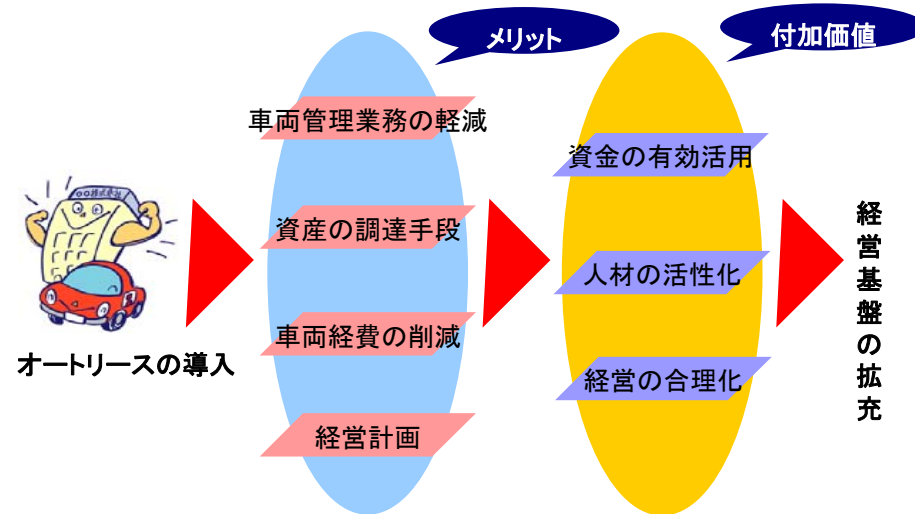 メリット
付加価値
車両管理業務の軽減
資産の調達手段
車両経費の削減
経営計画
資金の有効活用
人材の活性化
経営の合理化
オートリースの導入
経営基盤の拡充